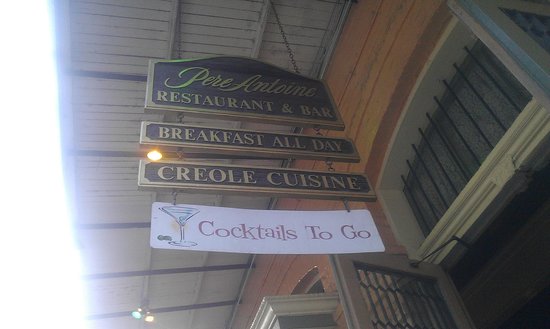 Pere Antoine
RESTAURANT & BAR
BREAKFAST ALL DAY
CREOLE CUISINE
Cocktails To Go